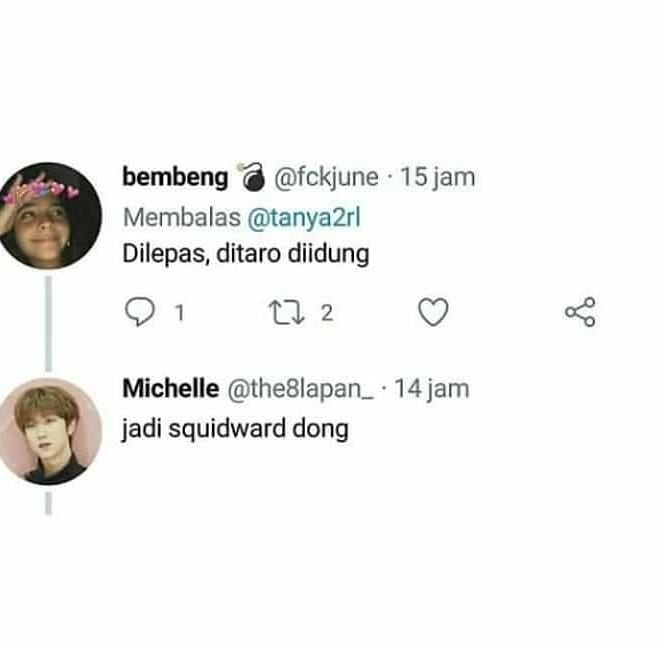 bembeng 💣 @fckjune · 15 jam
Membalas @tanya2rl
Dilepas, ditaro diidung
1 2
Michelle @the8lapan_ · 14 jam
jadi squidward dong